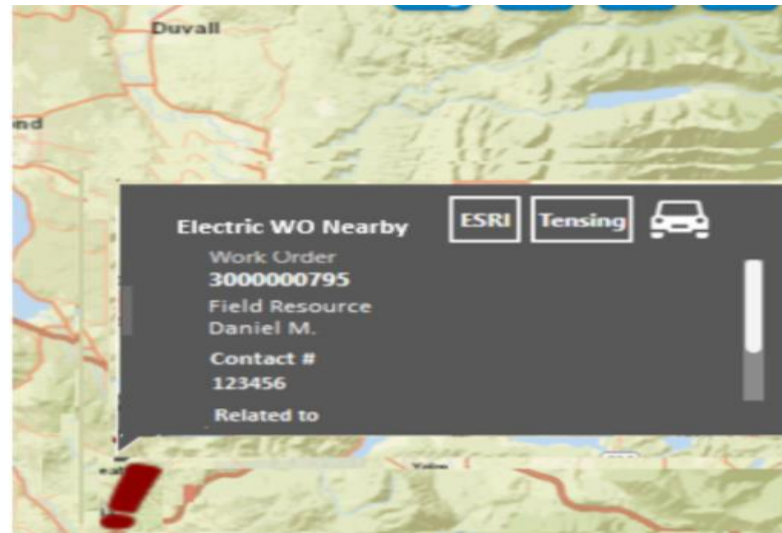 Duvall
nd
Electric WO Nearby ESRI Tensing
Work Order
3000000795
Field Resource
Daniel M.
Contact #
123456
Related to